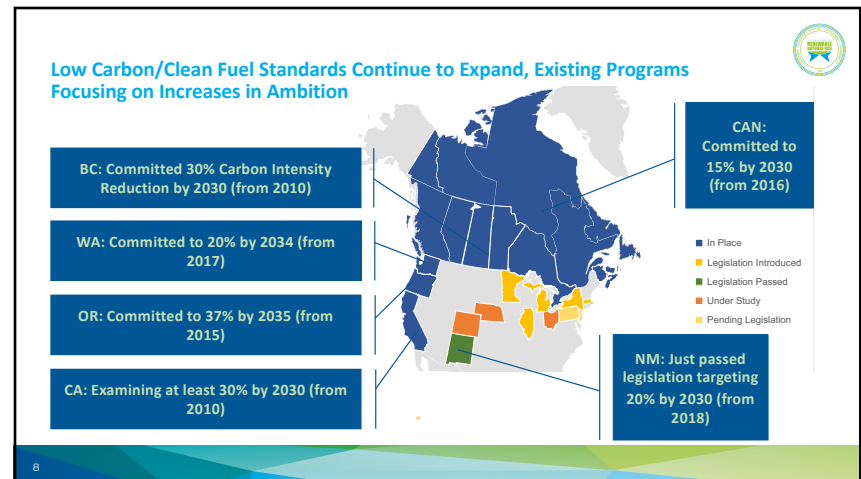 RENEWABLE
NATURAL GAS
Low Carbon/Clean Fuel Standards Continue to Expand, Existing Programs
Focusing on Increases in Ambition
BC: Committed 30% Carbon Intensity
Reduction by 2030 (from 2010)
WA: Committed to 20% by 2034 (from
2017)
OR: Committed to 37% by 2035 (from
2015)
CA: Examining at least 30% by 2030 (from
2010)
CAN:
Committed to
15% by 2030
(from 2016)
In Place
Legislation Introduced
Legislation Passed
Under Study
Pending Legislation
NM: Just passed
legislation targeting
20% by 2030 (from
2018)
8